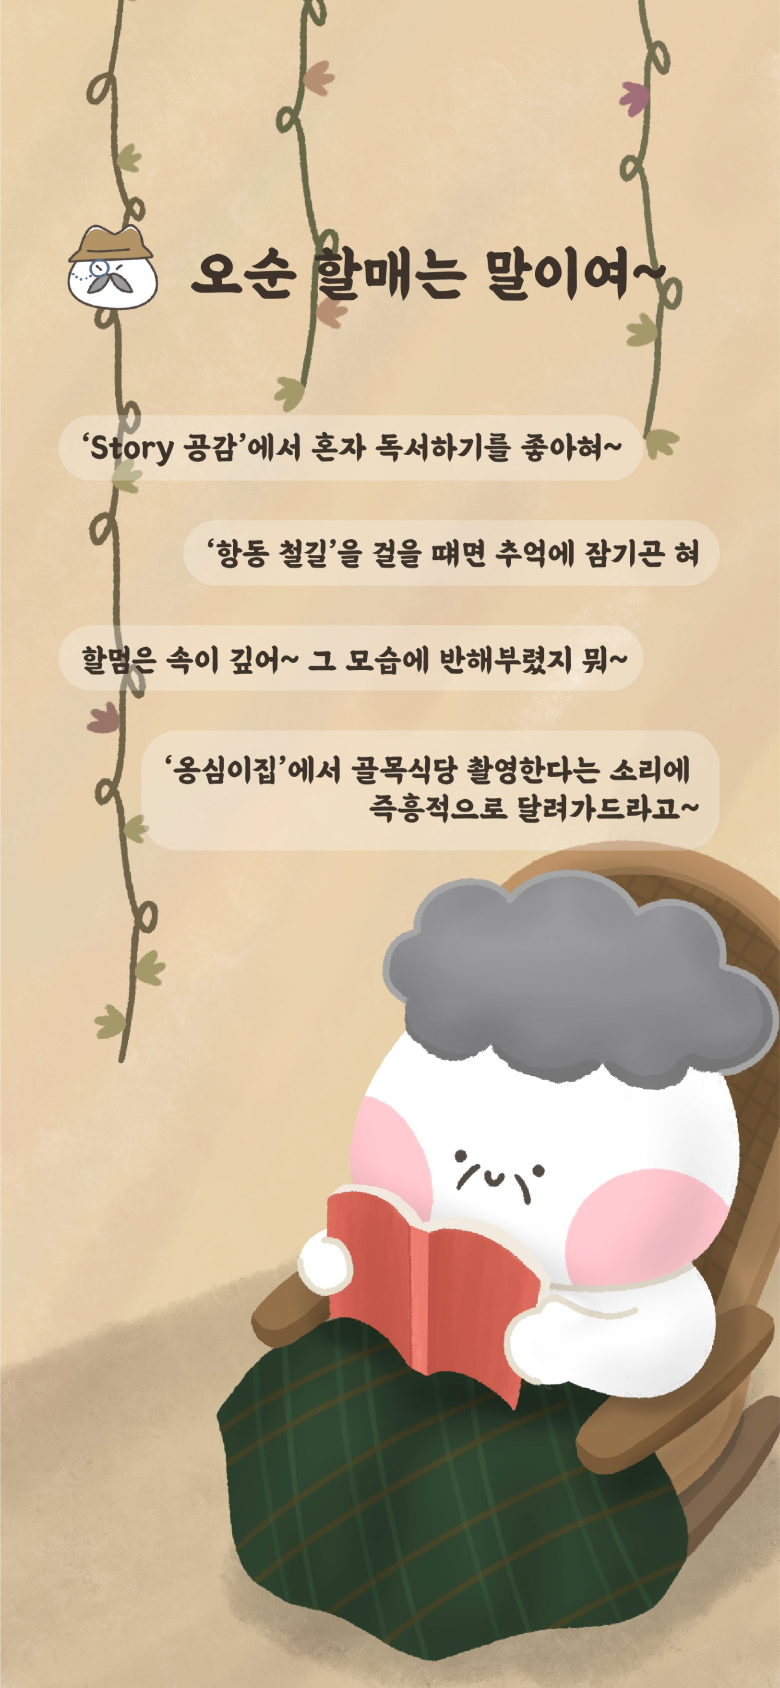 오순 할매는 말이여~
‘Story 공감’에서 혼자 독서하기를 좋아혀~
‘항동 철길’을 걸을 떄면 추억에 잠기곤 혀
할멈은 속이 깊어~ 그 모습에 반해부렸지 뭐~
‘옹심이집’에서 골목식당 촬영한다는 소리에
즉흥적으로 달려가드라고~